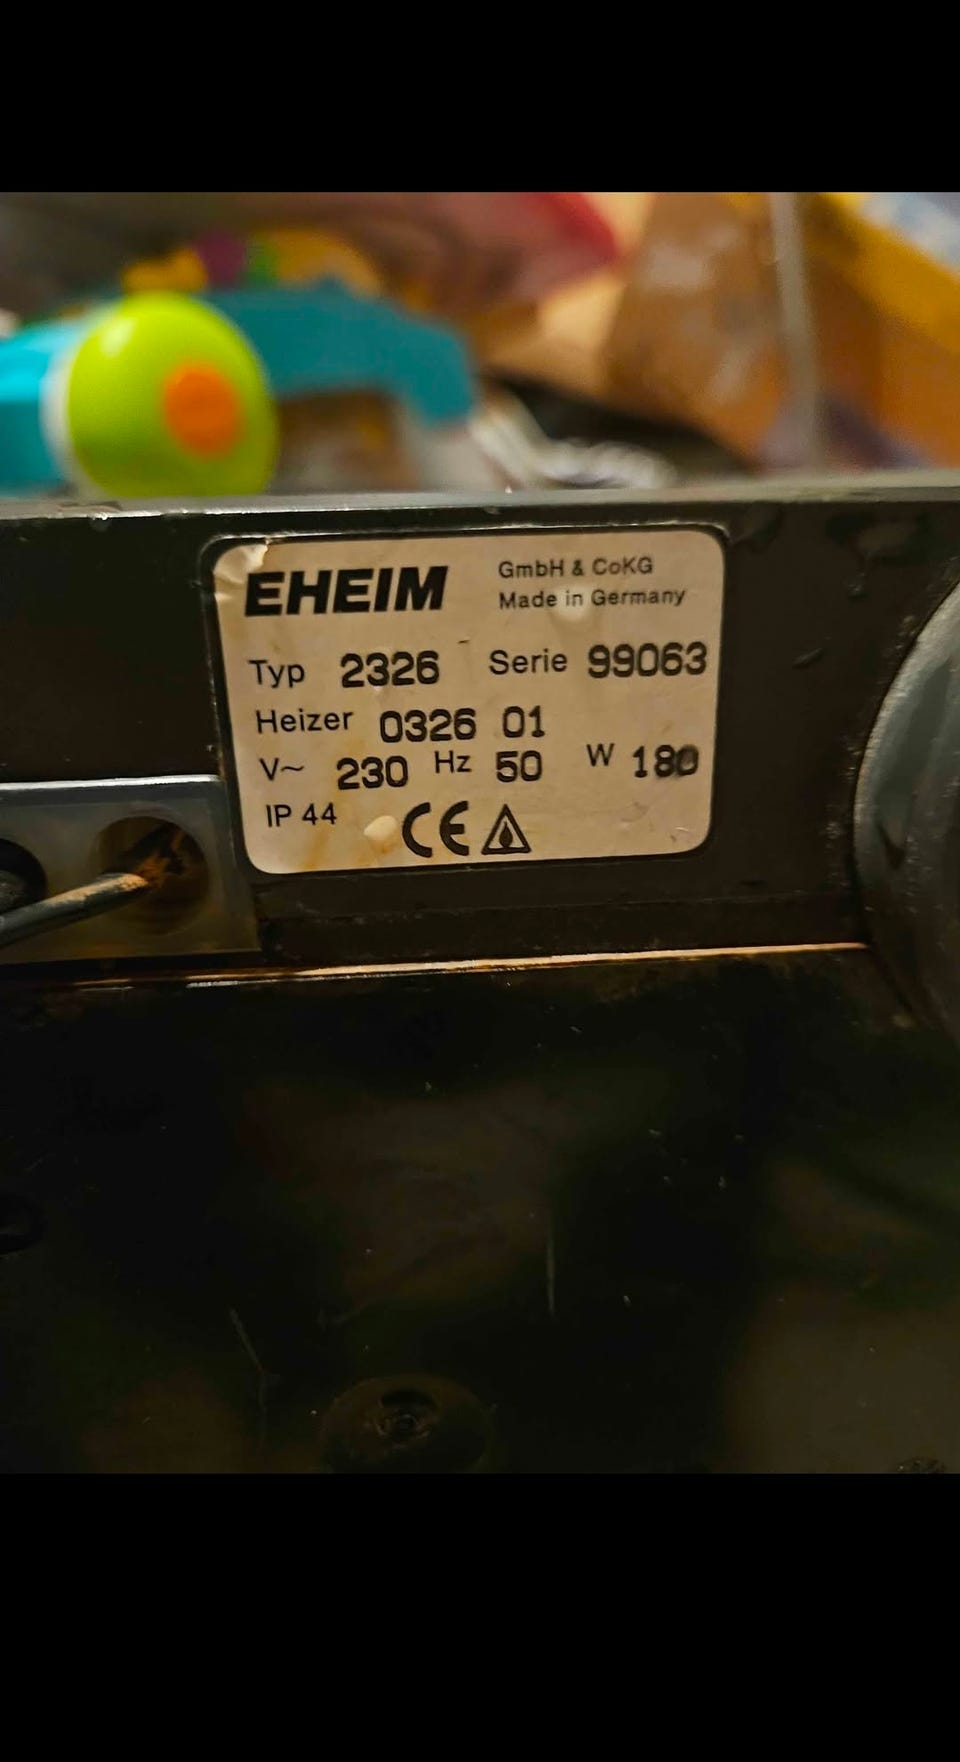 EHEIM GmbH & CoKG
Made in Germany
Typ 2326 Serie 99063
Heizer 0326 01
V~ 230 Hz 50 W 180
IP 44 CE